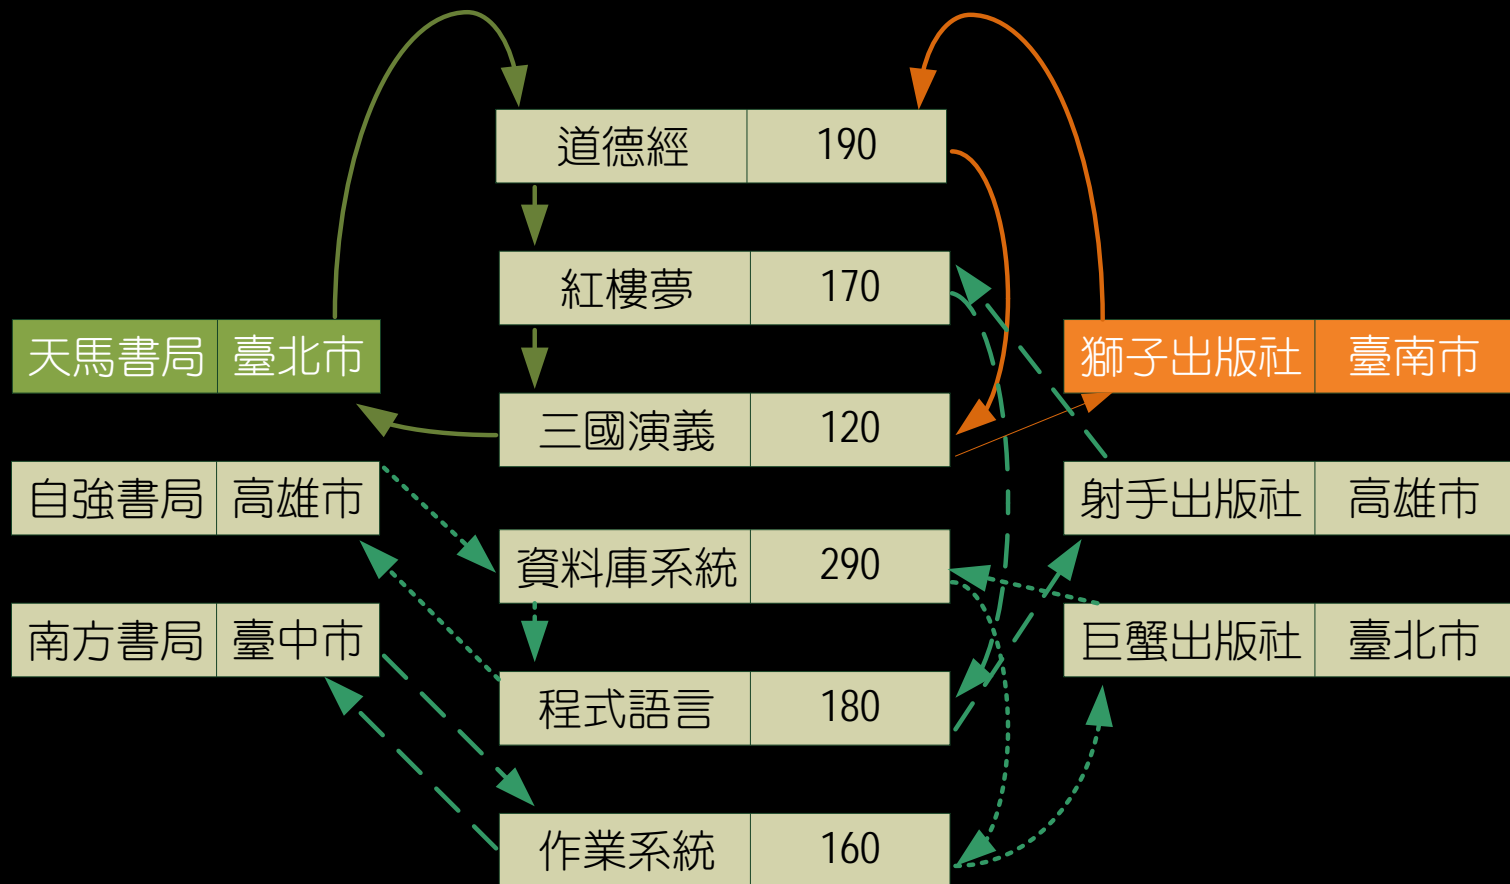 道德經 190
紅樓夢 170
天馬書局 臺北市
獅子出版社 臺南市
三國演義 120
自強書局 高雄市
射手出版社 高雄市
資料庫系統 290
南方書局 臺中市
巨蟹出版社 臺北市
程式語言 180
作業系統 160